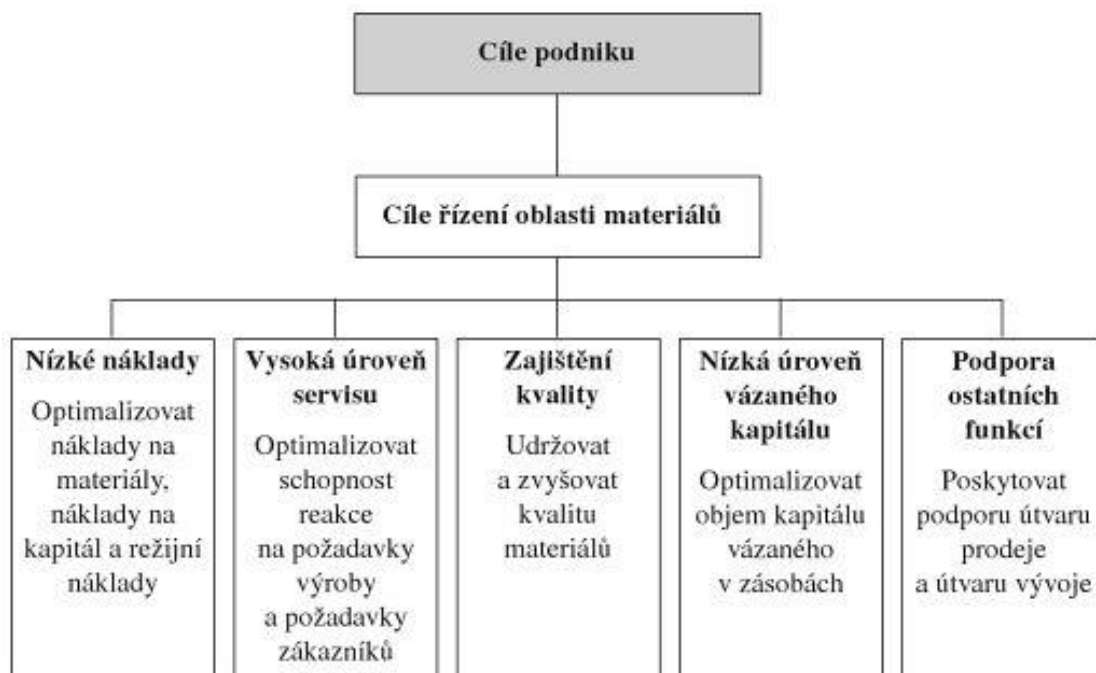 Cíle podniku
Cíle řízení oblasti materiálů
Nízké náklady
Optimalizovat
náklady na
materiály,
náklady na
kapitál a režijní
náklady
Vysoká úroveň
servisu
Optimalizovat
schopnost
reakce
na požadavky
výroby
a požadavky
zákazníků
Zajištění
kvality
Udržovat
a zvyšovat
kvalitu
materiálů
Nízká úroveň
vázaného
kapitálu
Optimalizovat
objem kapitálu
vázaného
v zásobách
Podpora
ostatních
funkcí
Poskytovat
podporu útvaru
prodeje
a útvaru vývoje